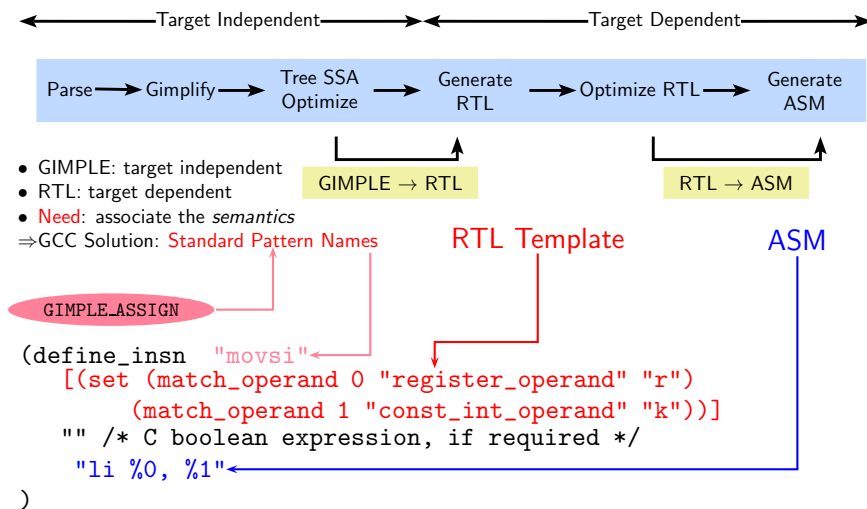 Target Independent Target Dependent
Parse Gimplify Tree SSA Optimize Generate RTL Optimize RTL Generate ASM
GIMPLE → RTL RTL → ASM
• GIMPLE: target independent
• RTL: target dependent
• Need: associate the semantics
⇒GCC Solution: Standard Pattern Names
RTL Template
ASM
GIMPLE_ASSIGN
(define_insn "movsi"
[(set (match_operand 0 "register_operand" "r")
(match_operand 1 "const_int_operand" "k"))]
"" /* C boolean expression, if required */
"li %0, %1"
)